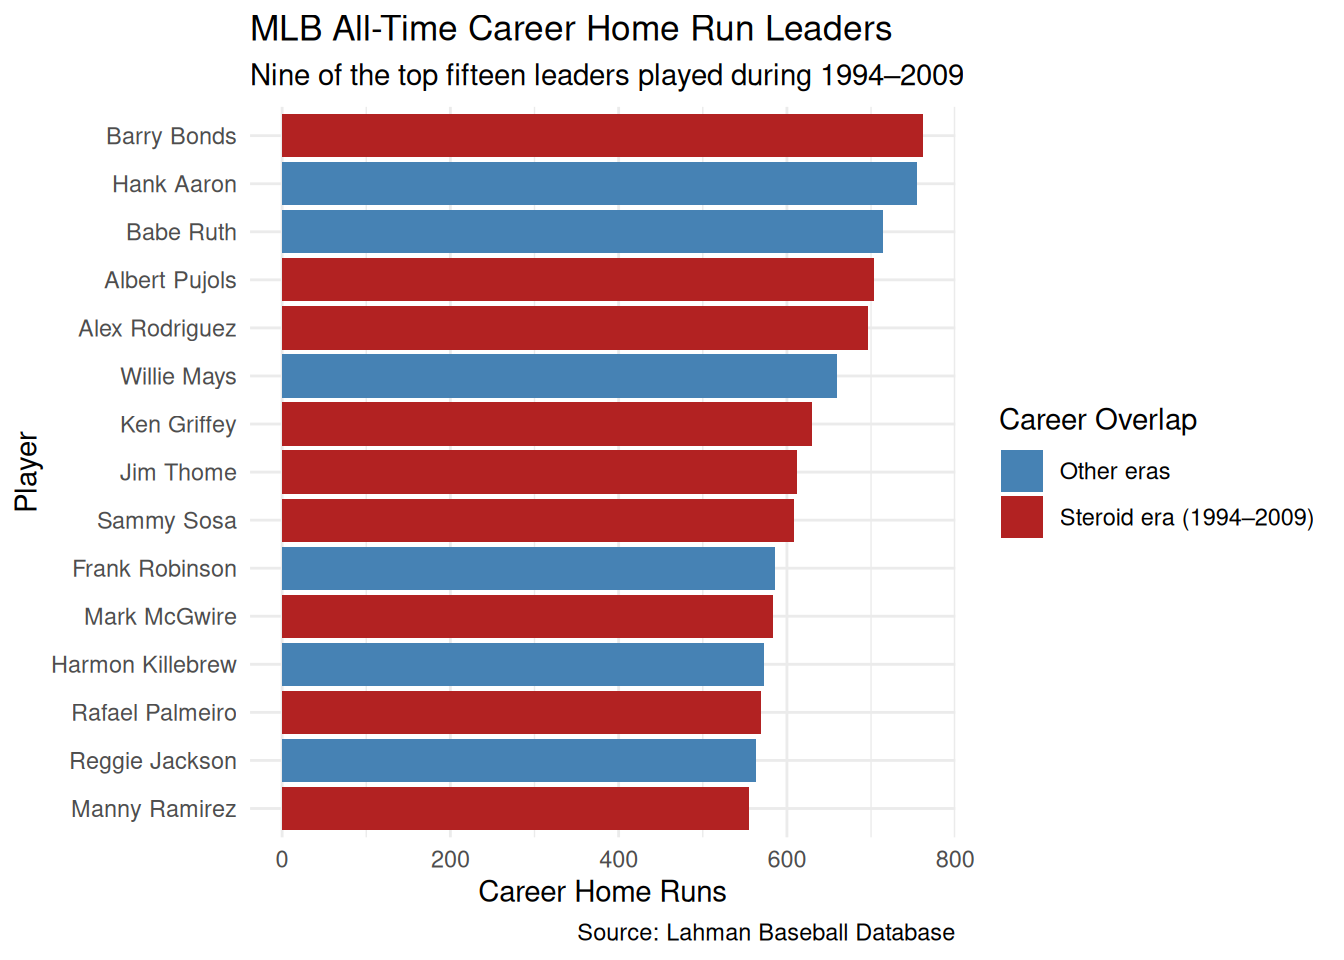 MLB All-Time Career Home Run Leaders
Nine of the top fifteen leaders played during 1994–2009
Player
Barry Bonds
Hank Aaron
Babe Ruth
Albert Pujols
Alex Rodriguez
Willie Mays
Ken Griffey
Jim Thome
Sammy Sosa
Frank Robinson
Mark McGwire
Harmon Killebrew
Rafael Palmeiro
Reggie Jackson
Manny Ramirez
0 200 400 600 800
Career Home Runs
Career Overlap
Other eras
Steroid era (1994–2009)
Source: Lahman Baseball Database